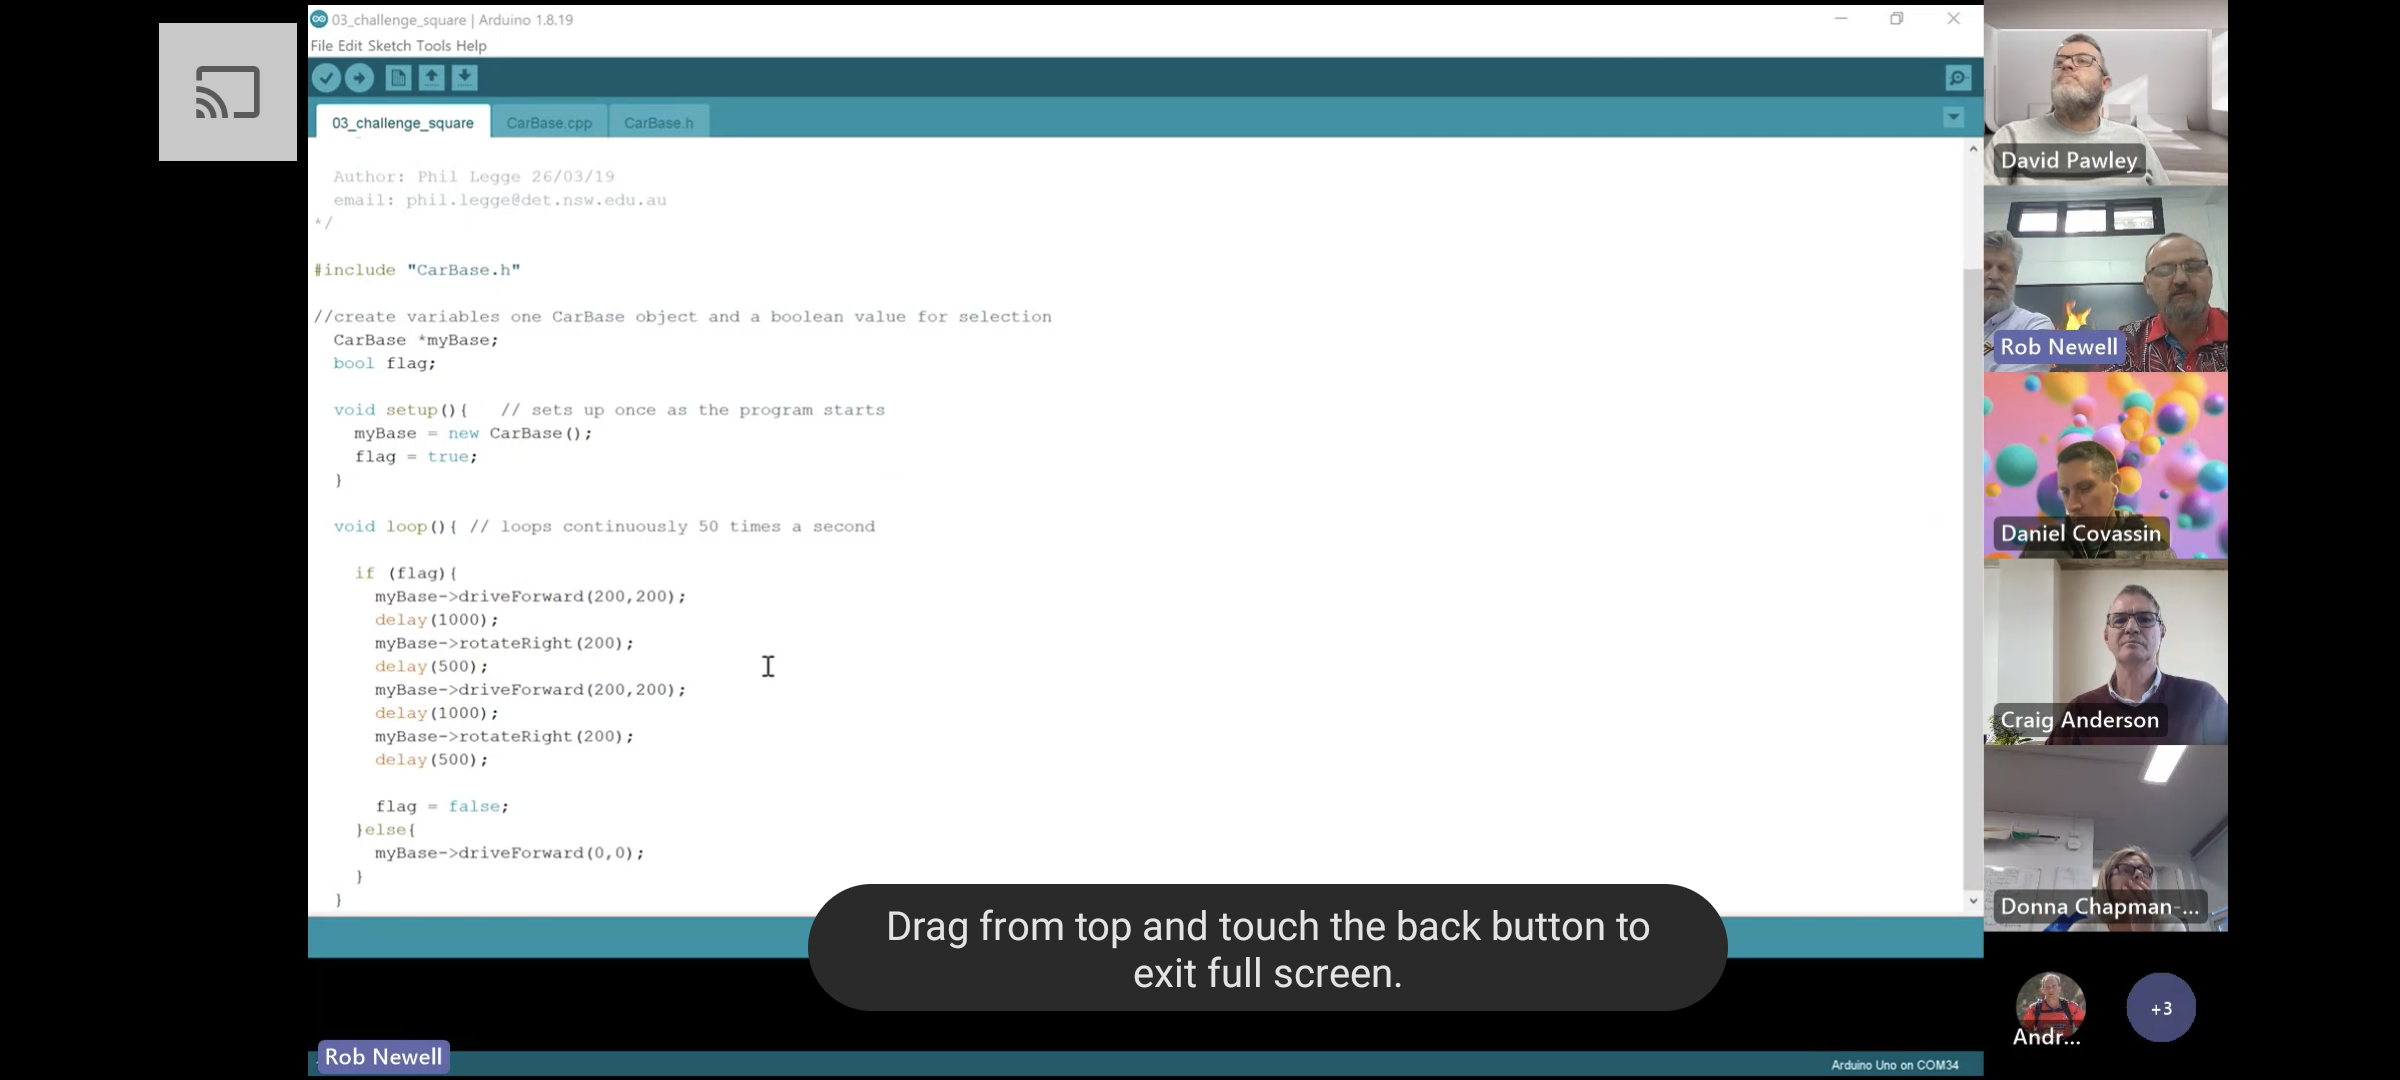 03_challenge_square | Arduino 1.8.19
File Edit Sketch Tools Help
03_challenge_square
CarBase.cpp
CarBase.h
Author: Phil Legge 26/03/19
email: phil.legge@det.nsw.edu.au
*/
#include "CarBase.h"
//create variables one CarBase object and a boolean value for selection
CarBase *myBase;
bool flag;
void setup(){   // sets up once as the program starts
myBase = new CarBase();
flag = true;
}
void loop(){ // loops continuously 50 times a second
if (flag){
myBase->driveForward(200,200);
delay(1000);
myBase->rotateRight(200);
delay(500);
myBase->driveForward(200,200);
delay(1000);
myBase->rotateRight(200);
delay(500);
flag = false;
}else{
myBase->driveForward(0,0);
}
}
Drag from top and touch the back button to
exit full screen.
Rob Newell
Arduino Uno on COM34
David Pawley
Rob Newell
Daniel Covassin
Craig Anderson
Donna Chapman-...
Andr...
+3